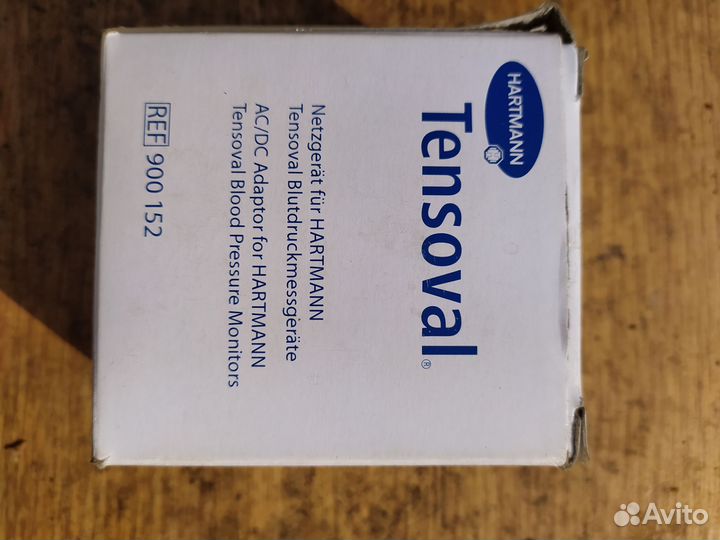 HARTMANN
Tensoval®
Netzgerät für HARTMANN
Tensoval Blutdruckmessgeräte
AC/DC Adaptor for HARTMANN
Tensoval Blood Pressure Monitors
REF 900 152
Avito